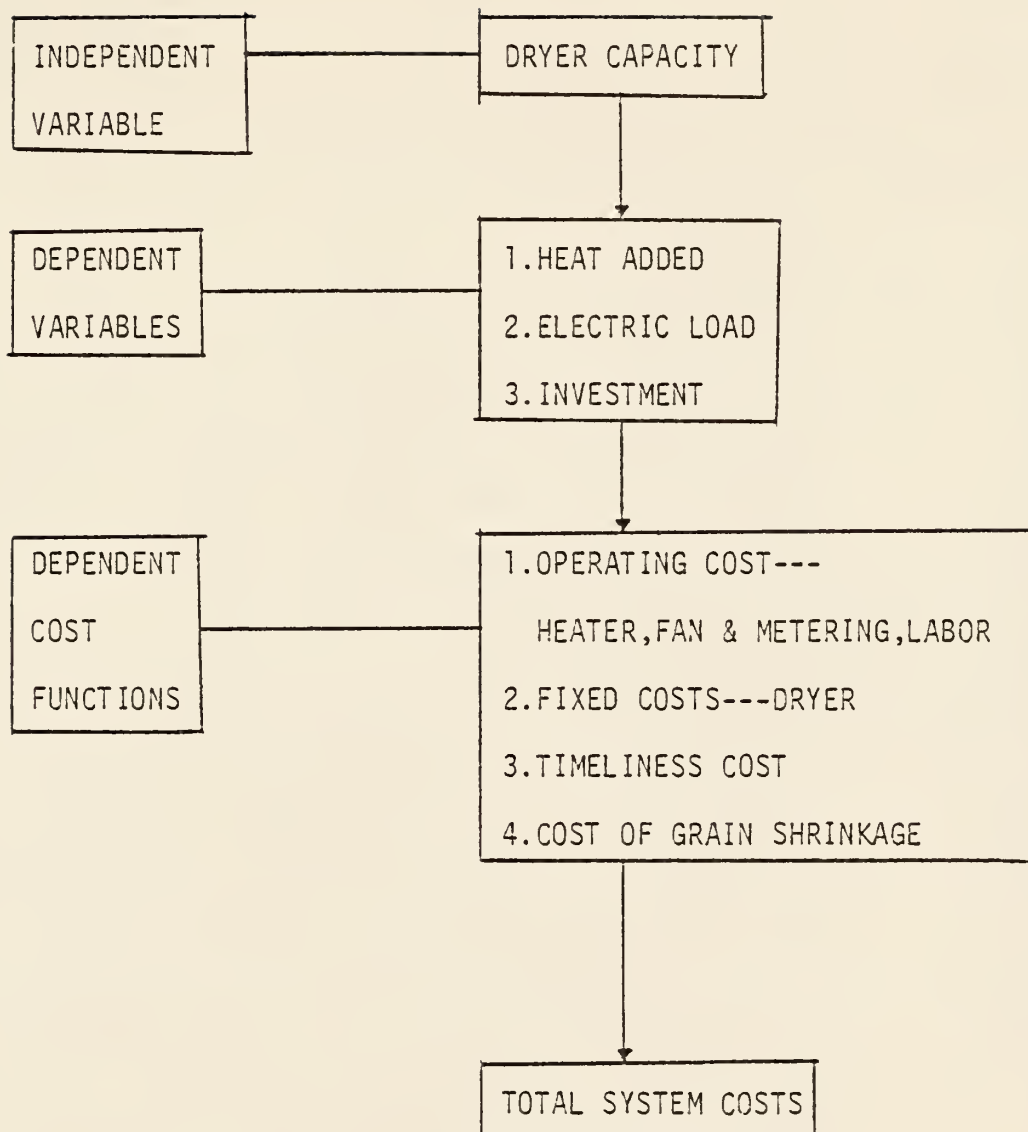 INDEPENDENT
VARIABLE
DRYER CAPACITY
DEPENDENT
VARIABLES
1.HEAT ADDED
2.ELECTRIC LOAD
3.INVESTMENT
DEPENDENT
COST
FUNCTIONS
1.OPERATING COST---
HEATER,FAN & METERING,LABOR
2.FIXED COSTS---DRYER
3.TIMELINESS COST
4.COST OF GRAIN SHRINKAGE
TOTAL SYSTEM COSTS